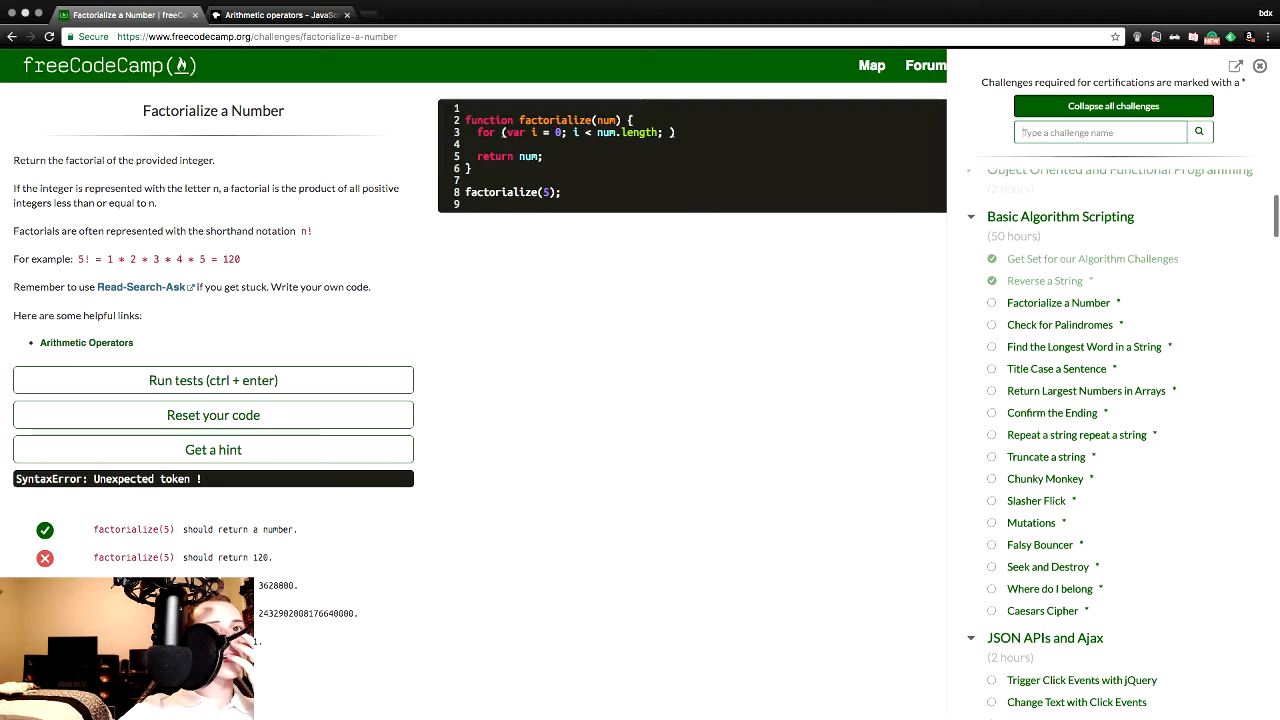 Factorialize a Number | freeC
Arithmetic operators - JavaSc
bdx
Secure https://www.freecodecamp.org/challenges/factorialize-a-number
NEW
freeCodeCamp
Map Forum
Factorialize a Number
Return the factorial of the provided integer.
If the integer is represented with the letter n, a factorial is the product of all positive
integers less than or equal to n.
Factorials are often represented with the shorthand notation n!
For example: 5! = 1 * 2 * 3 * 4 * 5 = 120
Remember to use Read-Search-Ask if you get stuck. Write your own code.
Here are some helpful links:
• Arithmetic Operators
Run tests (ctrl + enter)
Reset your code
Get a hint
SyntaxError: Unexpected token !
factorialize(5) should return a number.
factorialize(5) should return 120.
3628800.
2432902008176640000.
1.
1
2 function factorialize(num) {
3 for (var i = 0; i < num.length; )
4
5 return num;
6 }
7
8 factorialize(5);
9
Challenges required for certifications are marked with a *
Collapse all challenges
Type a challenge name
Object Oriented and Functional Programming
(2 hours)
Basic Algorithm Scripting
(50 hours)
Get Set for our Algorithm Challenges
Reverse a String *
Factorialize a Number *
Check for Palindromes *
Find the Longest Word in a String *
Title Case a Sentence *
Return Largest Numbers in Arrays *
Confirm the Ending *
Repeat a string repeat a string *
Truncate a string *
Chunky Monkey *
Slasher Flick *
Mutations *
Falsy Bouncer *
Seek and Destroy *
Where do I belong *
Caesars Cipher *
JSON APIs and Ajax
(2 hours)
Trigger Click Events with jQuery
Change Text with Click Events